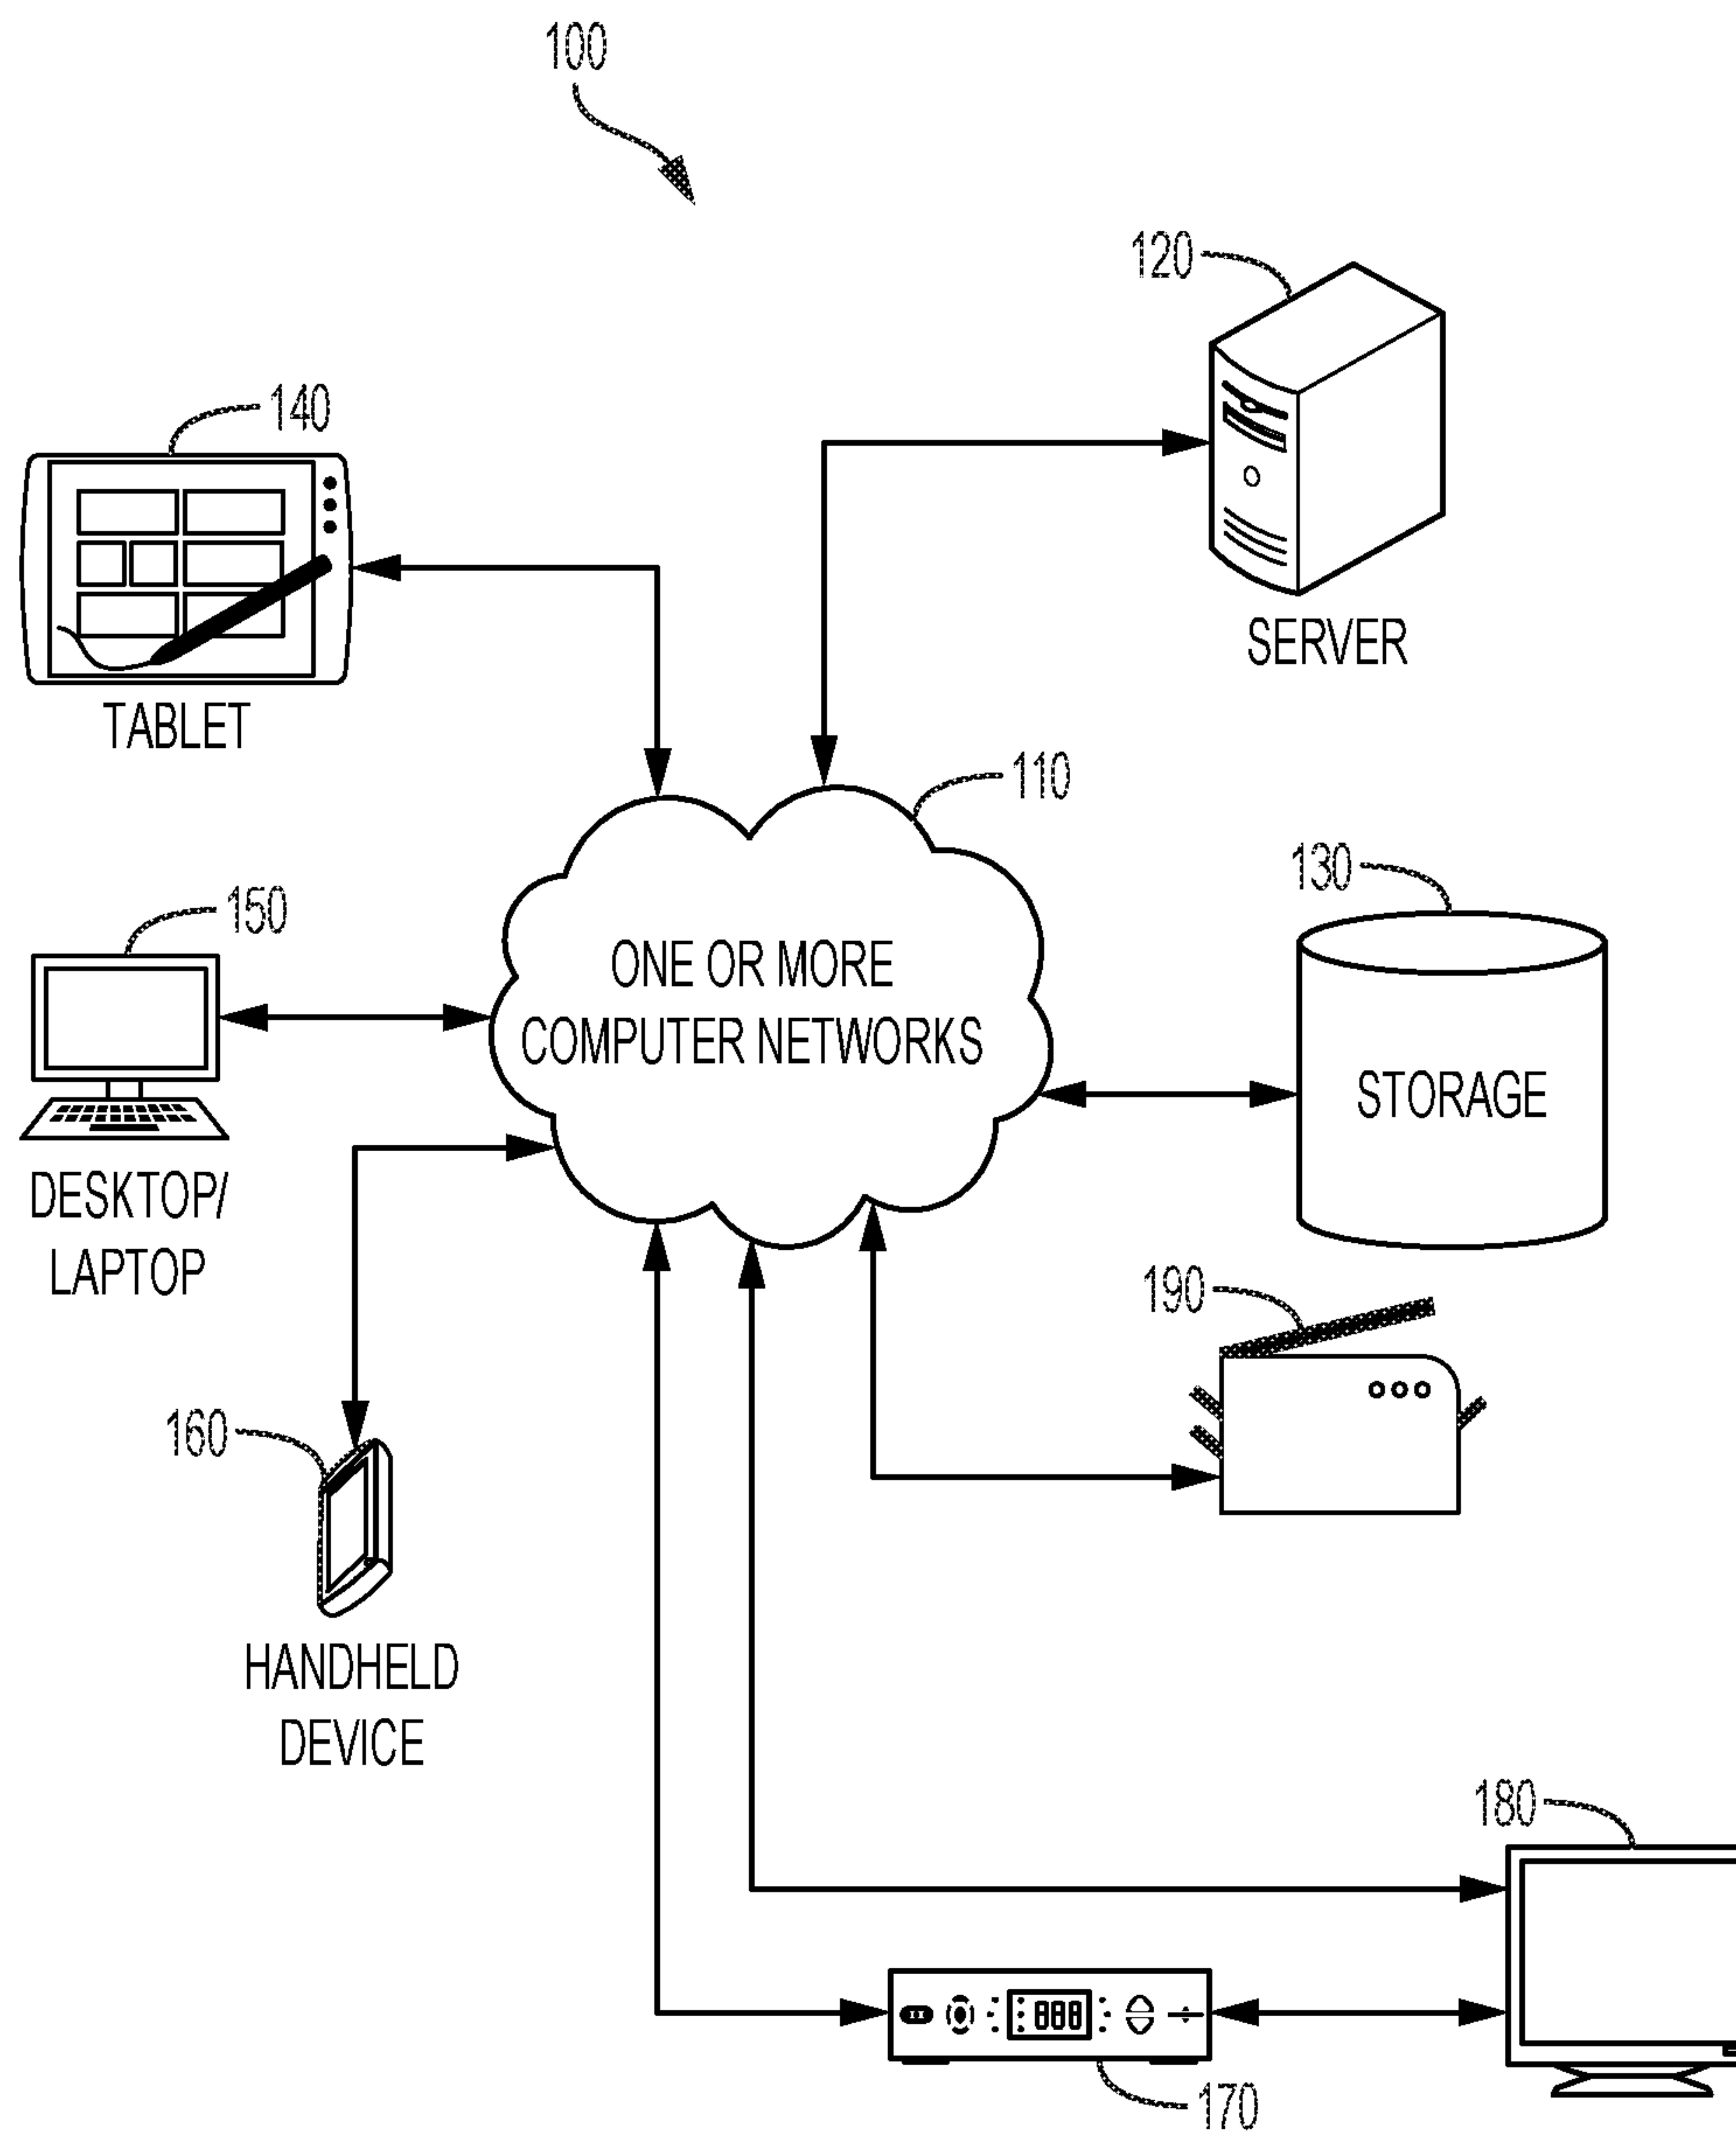 100
120
140
SERVER
TABLET
110
130
150
ONE OR MORE
COMPUTER NETWORKS
STORAGE
DESKTOP/
LAPTOP
190
160
HANDHELD
DEVICE
180
888
170